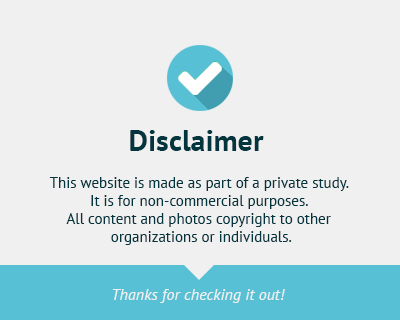 Disclaimer
This website is made as part of a private study.
It is for non-commercial purposes.
All content and photos copyright to other
organizations or individuals.
Thanks for checking it out!